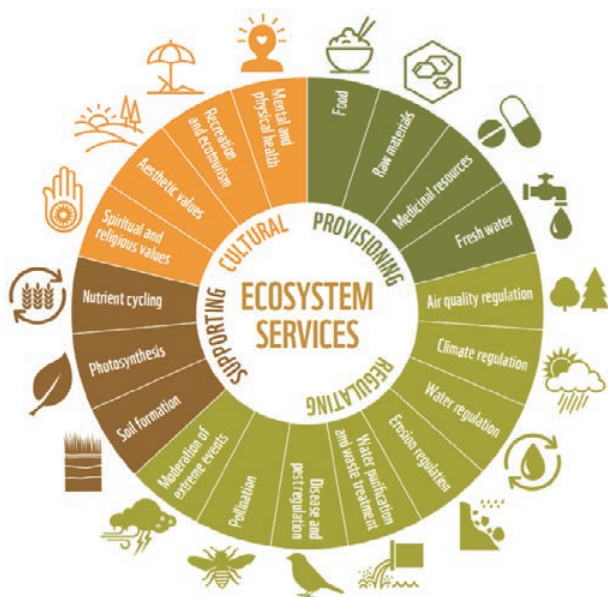 ECOSYSTEM
SERVICES
PROVISIONING
Food
Raw materials
Medicinal resources
Fresh water
REGULATING
Air quality regulation
Climate regulation
Water regulation
Erosion regulation
Water purification
and waste treatment
Disease and
pest regulation
Pollination
Moderation of
extreme events
SUPPORTING
Soil formation
Photosynthesis
Nutrient cycling
CULTURAL
Spiritual and
religious values
Aesthetic values
Recreation
and ecotourism
Mental and
physical health